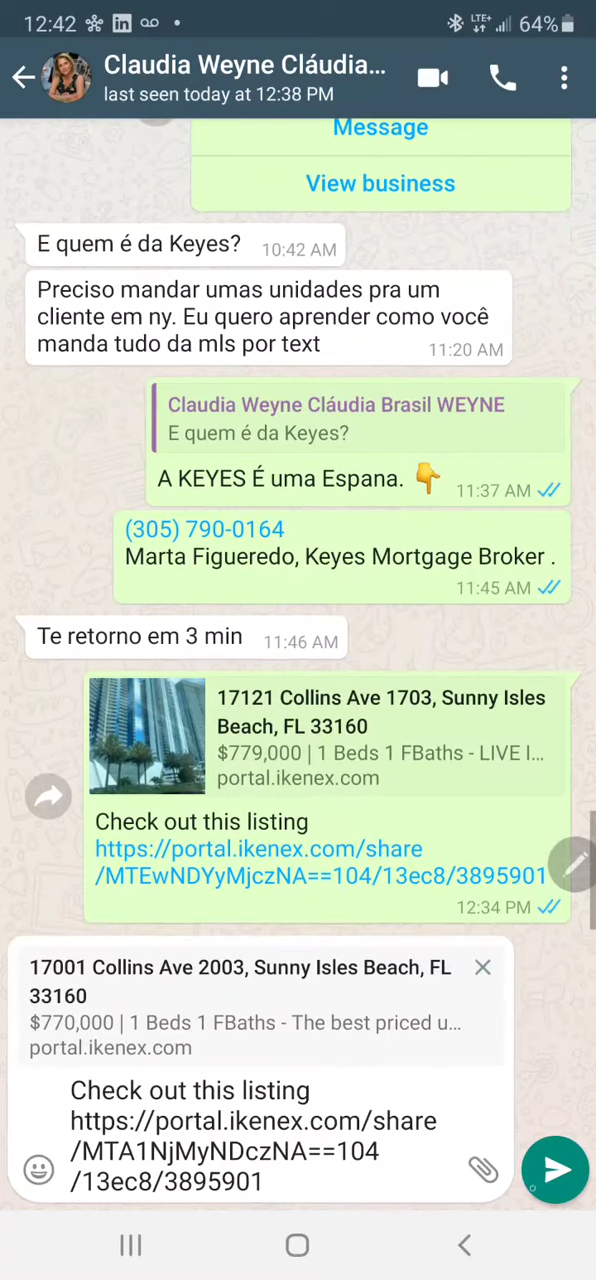 12:42
LTE+
64%
Claudia Weyne Cláudia...
last seen today at 12:38 PM
Message
View business
E quem é da Keyes? 10:42 AM
Preciso mandar umas unidades pra um
cliente em ny. Eu quero aprender como você
manda tudo da mls por text 11:20 AM
Claudia Weyne Cláudia Brasil WEYNE
E quem é da Keyes?
A KEYES É uma Espana. 👇 11:37 AM
(305) 790-0164
Marta Figueredo, Keyes Mortgage Broker .
11:45 AM
Te retorno em 3 min 11:46 AM
17121 Collins Ave 1703, Sunny Isles
Beach, FL 33160
$779,000 | 1 Beds 1 FBaths - LIVE I...
portal.ikenex.com
Check out this listing
https://portal.ikenex.com/share
/MTEwNDYyMjczNA==104/13ec8/3895901
12:34 PM
17001 Collins Ave 2003, Sunny Isles Beach, FL
33160
$770,000 | 1 Beds 1 FBaths - The best priced u...
portal.ikenex.com
Check out this listing
https://portal.ikenex.com/share
/MTA1NjMyNDczNA==104
/13ec8/3895901